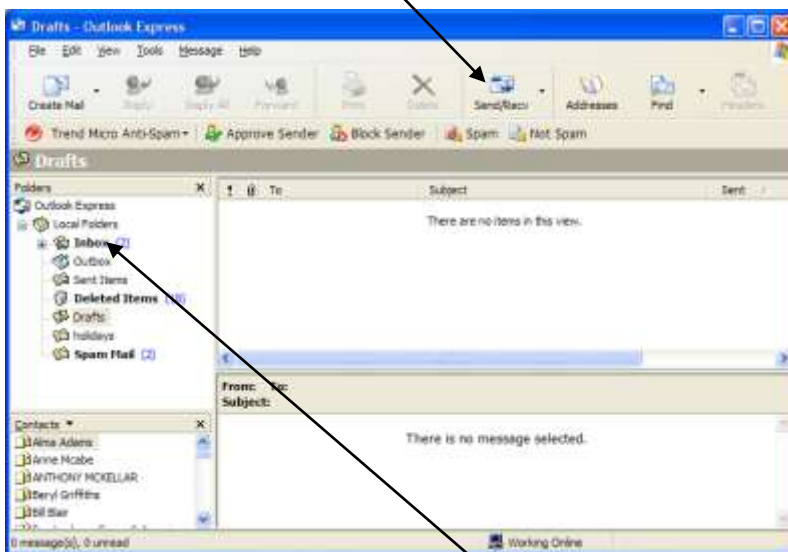 Drafts - Outlook Express
File Edit View Tools Message Help
Create Mail Reply Reply All Forward Print Delete Send/Recv Addresses Find
Trend Micro Anti-Spam Approve Sender Block Sender Spam Not Spam
Drafts
Folders X ! To Subject Sent
Outlook Express
There are no items in this view.
Local Folders
Inbox (2)
Outbox
Sent Items
Deleted Items
Drafts
holidays
Spam Mail (2)
From: To:
Subject:
Contacts X
There is no message selected.
Alma Adams
Anne Mcabe
ANTHONY MCKELLAR
Beryl Griffiths
Bill Blair
0 message(s), 0 unread Working Online